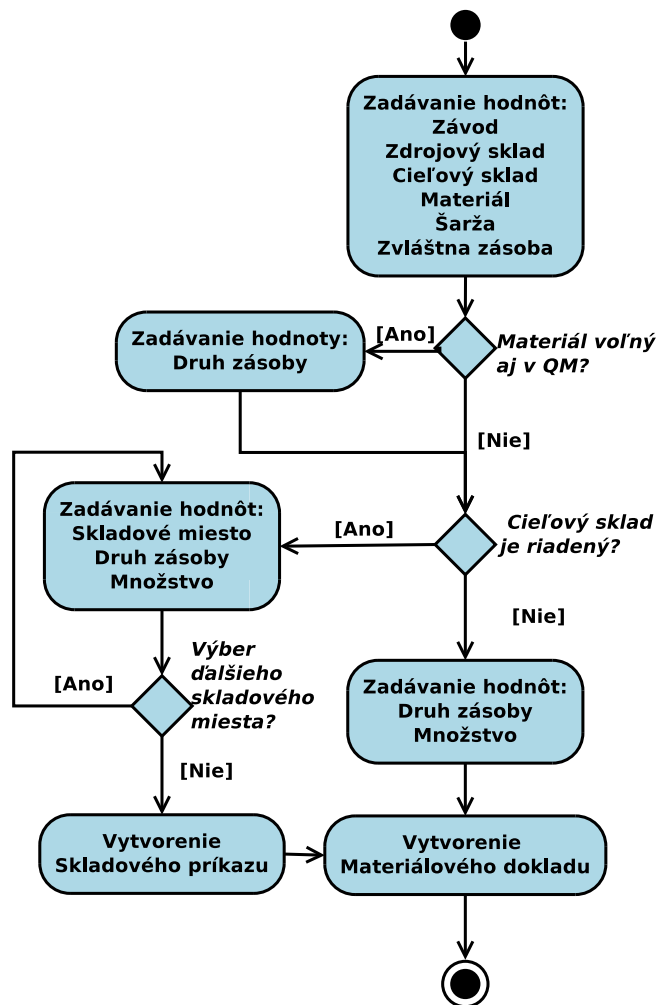 Zadávanie hodnôt:
Závod
Zdrojový sklad
Cieľový sklad
Materiál
Šarža
Zvláštna zásoba
[Ano]
Materiál voľný
aj v QM?
Zadávanie hodnoty:
Druh zásoby
[Nie]
Zadávanie hodnôt:
Skladové miesto
Druh zásoby
Množstvo
[Ano]
Cieľový sklad
je riadený?
[Nie]
Výber
ďalšieho
skladového
miesta?
[Ano]
Zadávanie hodnôt:
Druh zásoby
Množstvo
[Nie]
Vytvorenie
Skladového príkazu
Vytvorenie
Materiálového dokladu